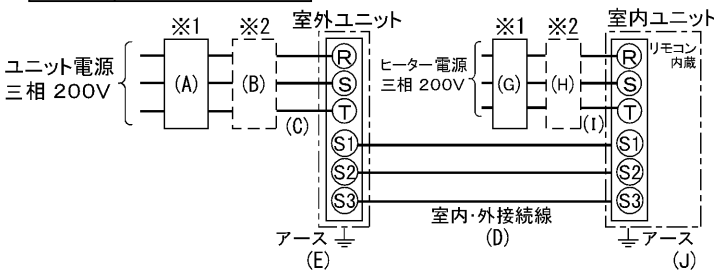 ※1 ※2 室外ユニット
ユニット電源
三相 200V
(A) (B) (C)
R
S
T
S1
S2
S3
アース
(E)
※1 ※2 室内ユニット
ヒーター電源
三相 200V
(G) (H) (I)
R
S
T
S1
S2
S3
リモコン
内蔵
室内・外接続線
(D)
アース
(J)